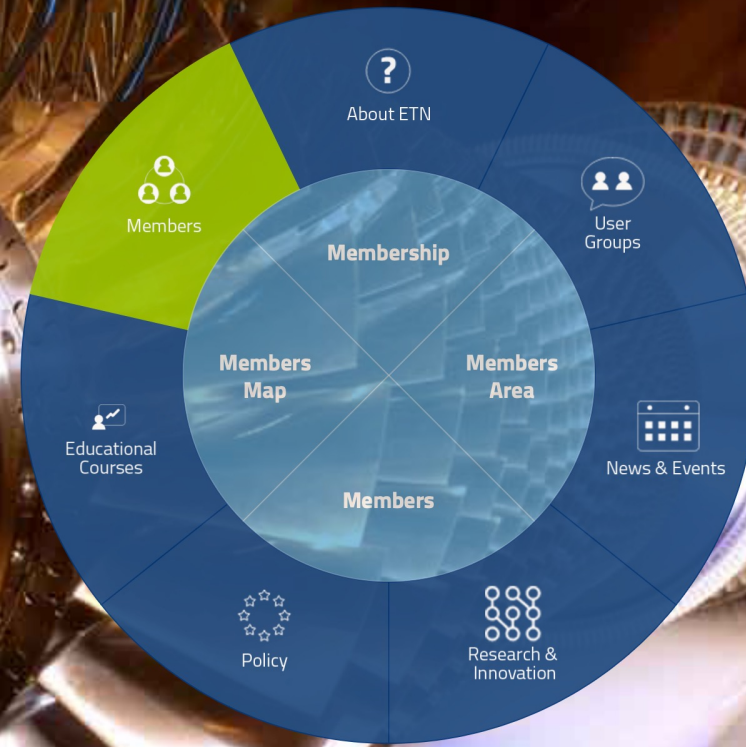 ?
About ETN
User
Groups
Members
Membership
Members
Map
Members
Area
Educational
Courses
News & Events
Members
Policy
Research &
Innovation